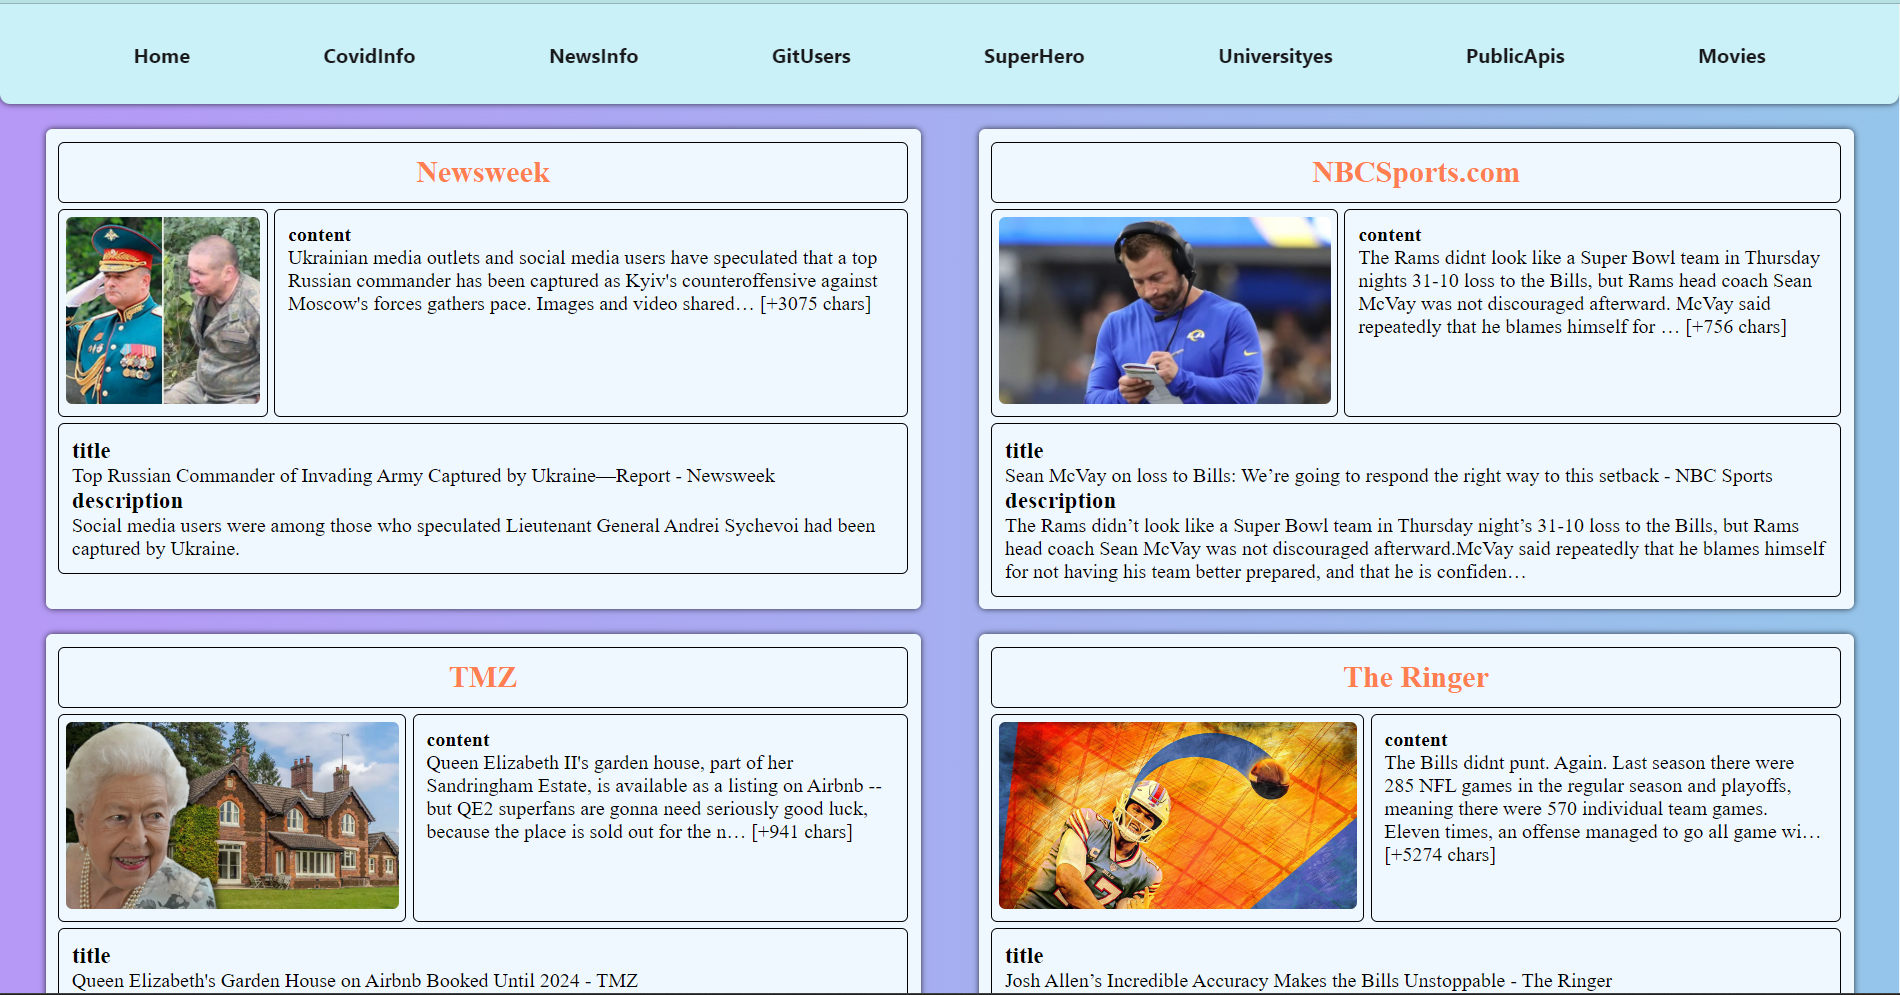 Home CovidInfo NewsInfo GitUsers SuperHero Universityes PublicApis Movies
Newsweek
content
Ukrainian media outlets and social media users have speculated that a top
Russian commander has been captured as Kyiv's counteroffensive against
Moscow's forces gathers pace. Images and video shared… [+3075 chars]
title
Top Russian Commander of Invading Army Captured by Ukraine—Report - Newsweek
description
Social media users were among those who speculated Lieutenant General Andrei Sychevoi had been
captured by Ukraine.
NBCSports.com
content
The Rams didnt look like a Super Bowl team in Thursday
nights 31-10 loss to the Bills, but Rams head coach Sean
McVay was not discouraged afterward. McVay said
repeatedly that he blames himself for … [+756 chars]
title
Sean McVay on loss to Bills: We’re going to respond the right way to this setback - NBC Sports
description
The Rams didn’t look like a Super Bowl team in Thursday night’s 31-10 loss to the Bills, but Rams
head coach Sean McVay was not discouraged afterward.McVay said repeatedly that he blames himself
for not having his team better prepared, and that he is confiden…
TMZ
content
Queen Elizabeth II's garden house, part of her
Sandringham Estate, is available as a listing on Airbnb --
but QE2 superfans are gonna need seriously good luck,
because the place is sold out for the n… [+941 chars]
title
Queen Elizabeth's Garden House on Airbnb Booked Until 2024 - TMZ
The Ringer
content
The Bills didnt punt. Again. Last season there were
285 NFL games in the regular season and playoffs,
meaning there were 570 individual team games.
Eleven times, an offense managed to go all game wi…
[+5274 chars]
title
Josh Allen’s Incredible Accuracy Makes the Bills Unstoppable - The Ringer